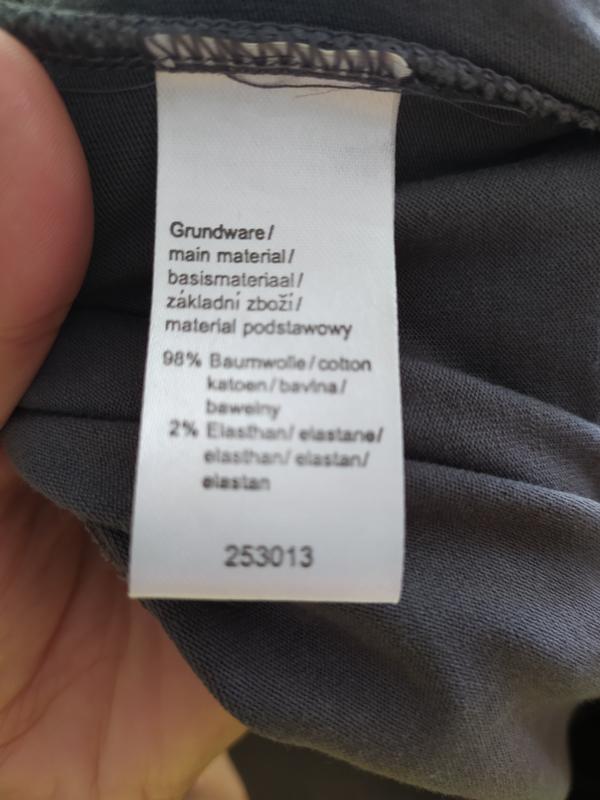 Grundware/
main material/
basismateriaal/
základní zboží/
material podstawowy
98% Baumwolle/cotton
katoen/bavlna/
bawełny
2% Elasthan/elastane/
elasthan/elastan/
elastan
253013